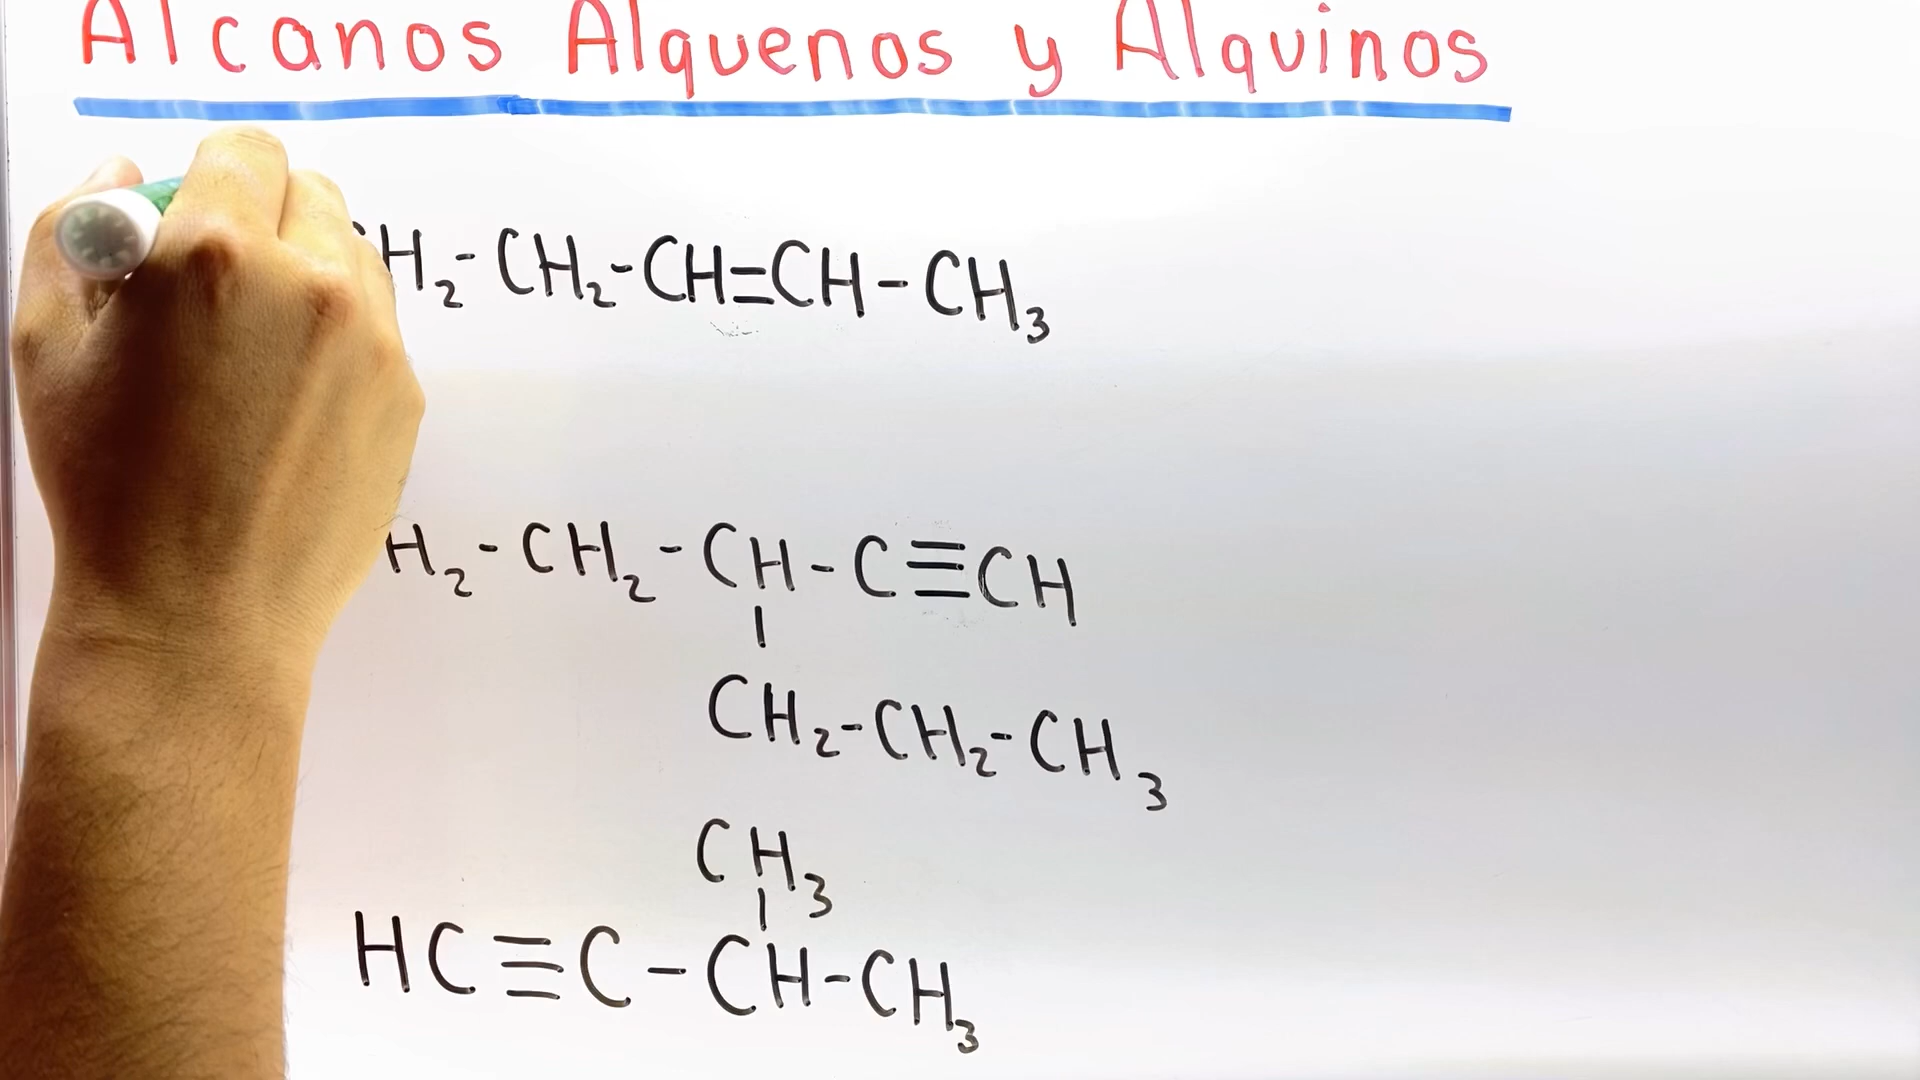 Alcanos Alquenos y Alquinos
H₂-CH₂-CH=CH-CH₃
H₂-CH₂-CH-C≡CH
CH₂-CH₂-CH₃
CH₃
HC≡C-CH-CH₃